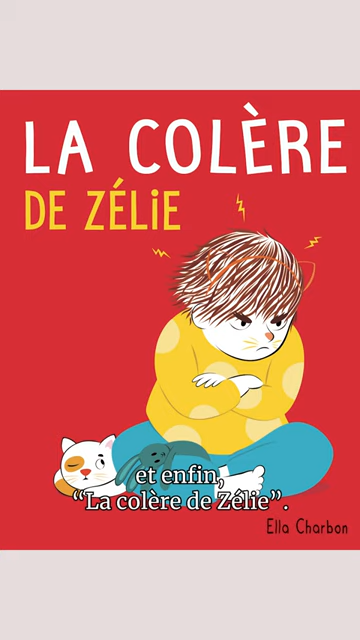 LA COLÈRE
DE ZÉLiE
et enfin,
“La colère de Zélie”.
Ella Charbon